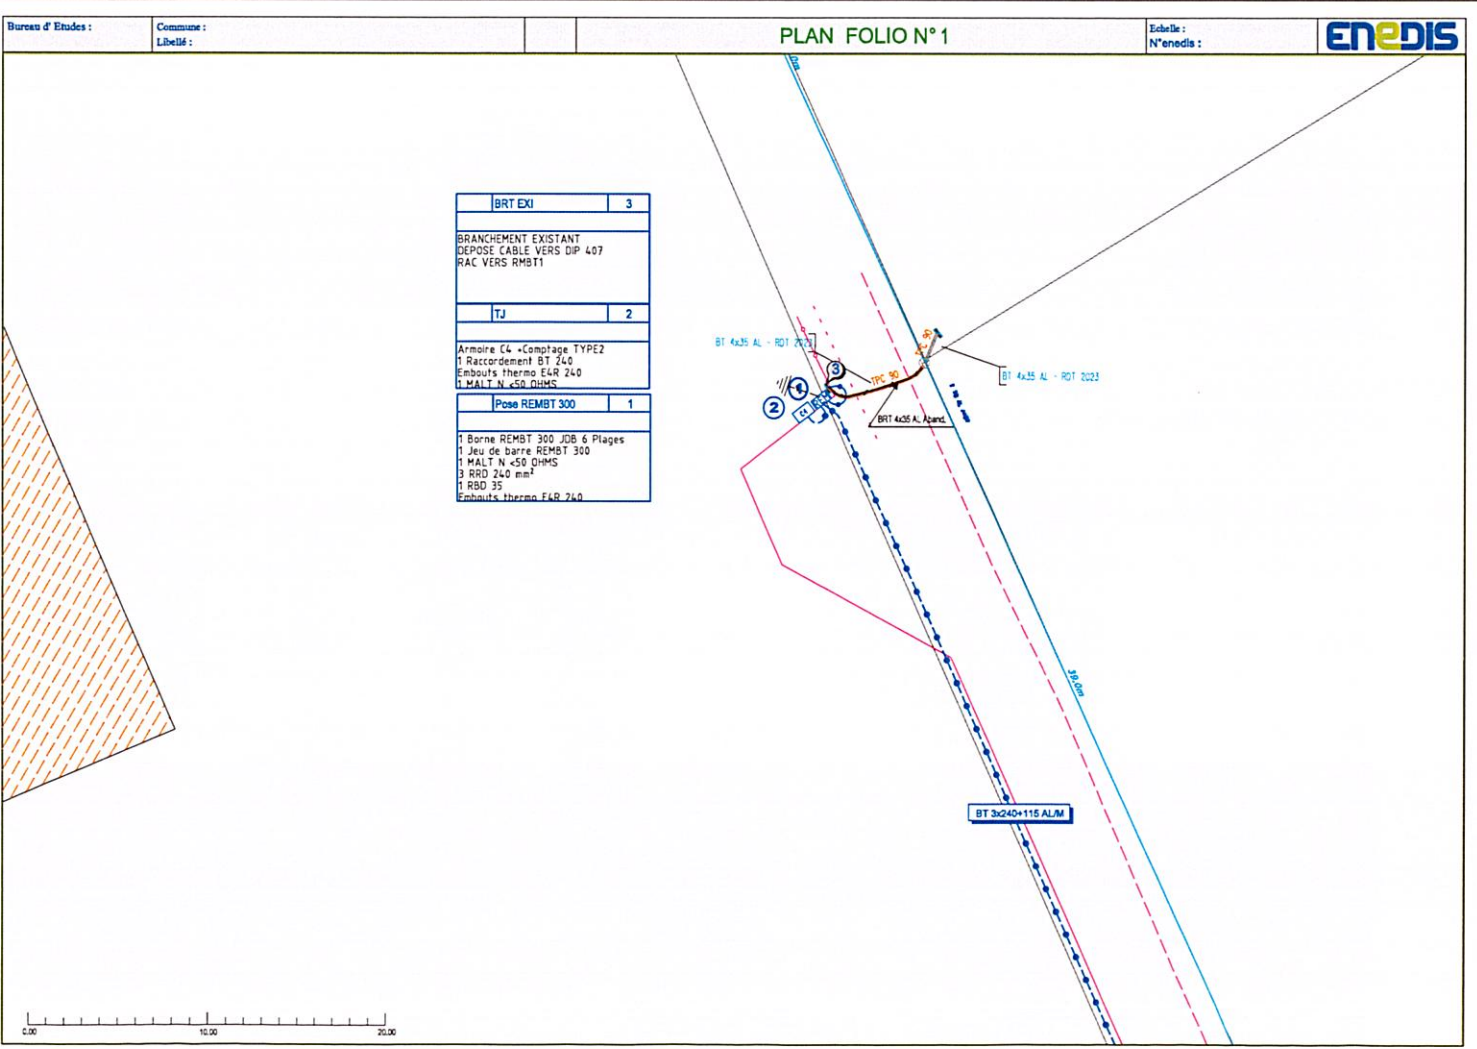 Bureau d' Etudes :
Commune :
Libellé :
PLAN FOLIO N° 1
Echelle :
N°enedis :
ENEDIS
BRT EXI 3
BRANCHEMENT EXISTANT
DEPOSE CABLE VERS DIP 407
RAC VERS RMBT1
TJ 2
Armoire C4 +Comptage TYPE2
1 Raccordement BT 240
Embouts thermo E4R 240
1 MALT N <50 OHMS
Pose REMBT 300 1
1 Borne REMBT 300 JDB 6 Plages
1 Jeu de barre REMBT 300
1 MALT N <50 OHMS
3 RRD 240 mm²
1 RBD 35
Embouts thermo E4R 240
BT 4x35 AL - RDT 2023
3
TPC 90
BT 4x35 AL - RDT 2023
1
2
C4
BRT 4x35 AL Aband.
39.0m
BT 3x240+115 AL/M
0.00 10.00 20.00